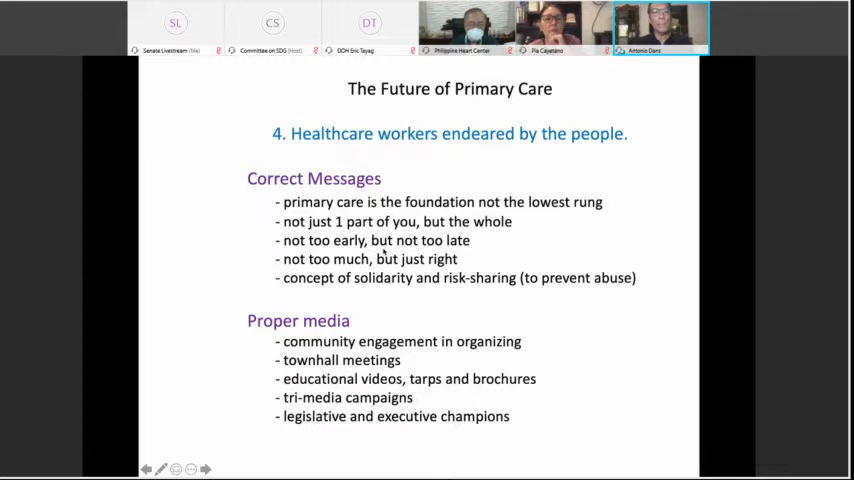 SL
CS
DT
Senate Livestream (Me)
Committee on SDG (Host)
DOH Eric Tayag
Philippine Heart Center
Pia Cayetano
Antonio Dans
The Future of Primary Care
4. Healthcare workers endeared by the people.
Correct Messages
- primary care is the foundation not the lowest rung
- not just 1 part of you, but the whole
- not too early, but not too late
- not too much, but just right
- concept of solidarity and risk-sharing (to prevent abuse)
Proper media
- community engagement in organizing
- townhall meetings
- educational videos, tarps and brochures
- tri-media campaigns
- legislative and executive champions